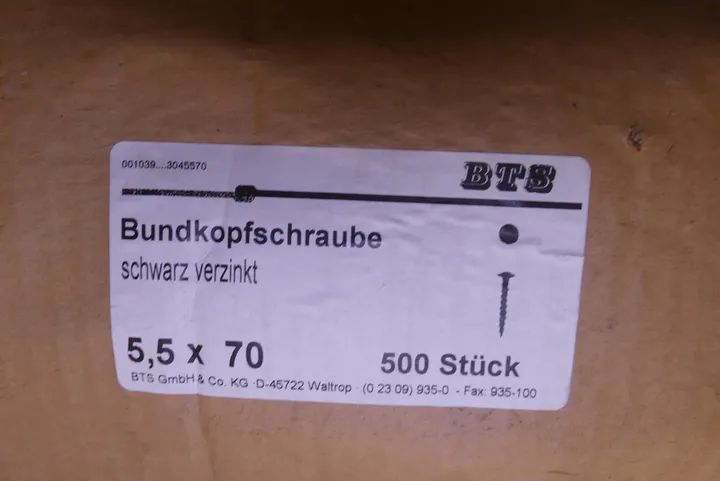 001039....3045570
BTS
Bundkopfschraube
schwarz verzinkt
5,5 x 70
500 Stück
BTS GmbH & Co. KG ·D-45722 Waltrop · (0 23 09) 935-0 - Fax: 935-100